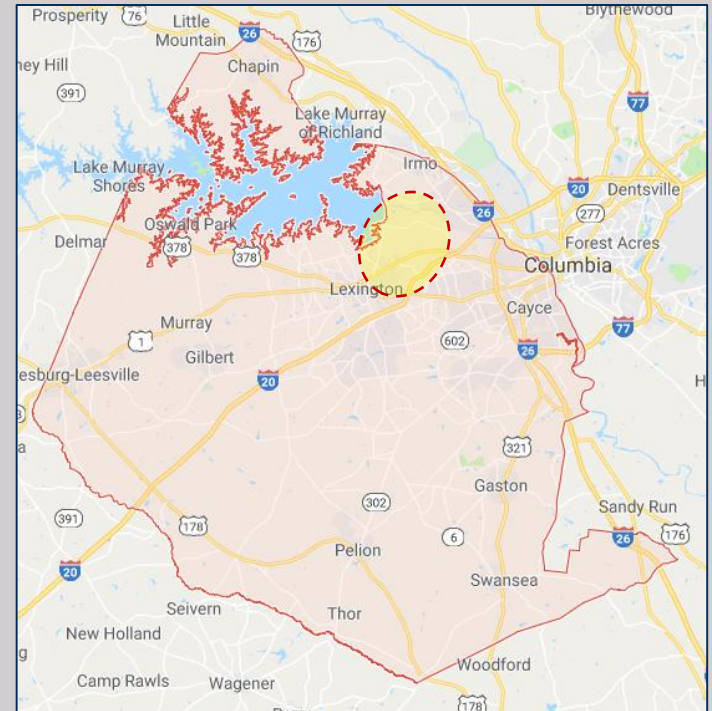 Prosperity
76
Little
Mountain
26
176
Blythewood
ney Hill
Chapin
391
77
Lake Murray
of Richland
Irmo
Lake Murray
Shores
20
Dentsville
26
277
Oswald Park
Delmar
378
378
Forest Acres
Columbia
Lexington
Cayce
Murray
1
602
77
Gilbert
26
esburg-Leesville
20
H
3
a
321
Gaston
302
391
178
6
Sandy Run
26
176
20
Pelion
Swansea
Seivern
Thor
New Holland
g
Woodford
Camp Rawls
Wagener
178